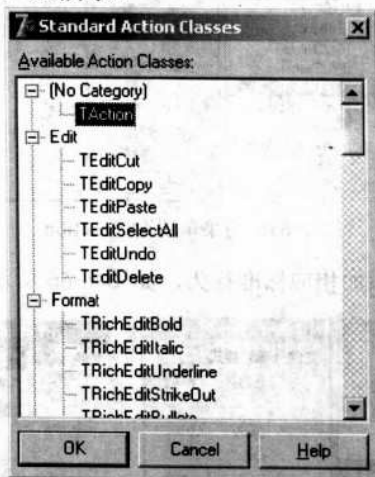 Standard Action Classes
Available Action Classes:
(No Category)
TAction
Edit
TEditCut
TEditCopy
TEditPaste
TEditSelectAll
TEditUndo
TEditDelete
Format
TRichEditBold
TRichEditItalic
TRichEditUnderline
TRichEditStrikeOut
TRichEditBullets
OK
Cancel
Help